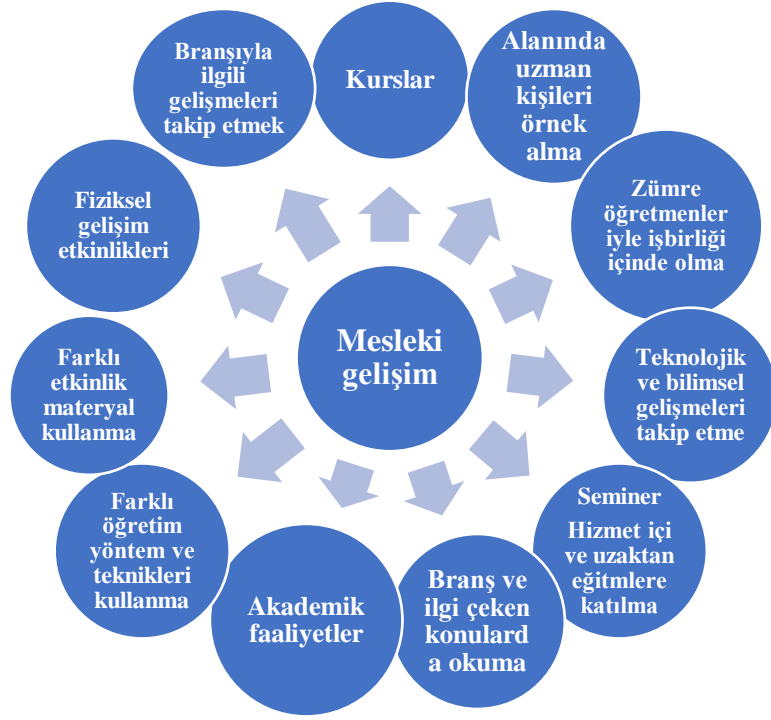 Kurslar
Alanında
uzman
kişileri
örnek
alma
Zümre
öğretmenler
iyle işbirliği
içinde olma
Teknolojik
ve bilimsel
gelişmeleri
takip etme
Seminer
Hizmet içi
ve uzaktan
eğitmlere
katılma
Branş ve
ilgi çeken
konulard
a okuma
Akademik
faaliyetler
Farklı
öğretim
yöntem ve
teknikleri
kullanma
Farklı
etkinlik
materyal
kullanma
Fiziksel
gelişim
etkinlikleri
Branşıyla
ilgili
gelişmeleri
takip etmek
Mesleki
gelişim